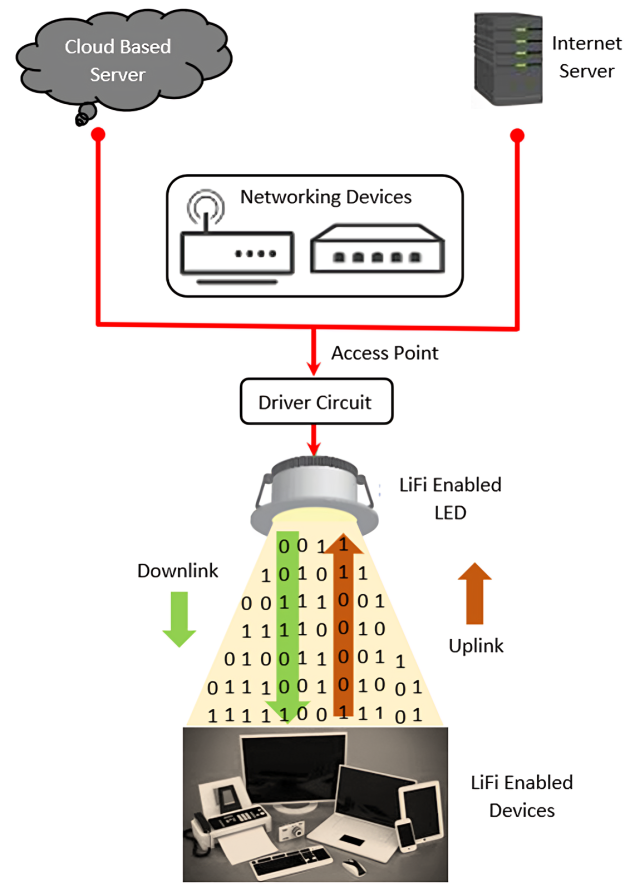 Cloud Based
Server
Internet
Server
Networking Devices
Access Point
Driver Circuit
LiFi Enabled
LED
0 0 1 1
1 0 1 0 1 1
0 0 1 1 1 0 0 1
1 1 1 1 0 0 1 0
0 1 0 0 1 1 0 0 1 1
0 1 1 1 0 0 1 0 1 0 0 1
1 1 1 1 1 0 0 1 1 1 0 1
Downlink
Uplink
LiFi Enabled
Devices